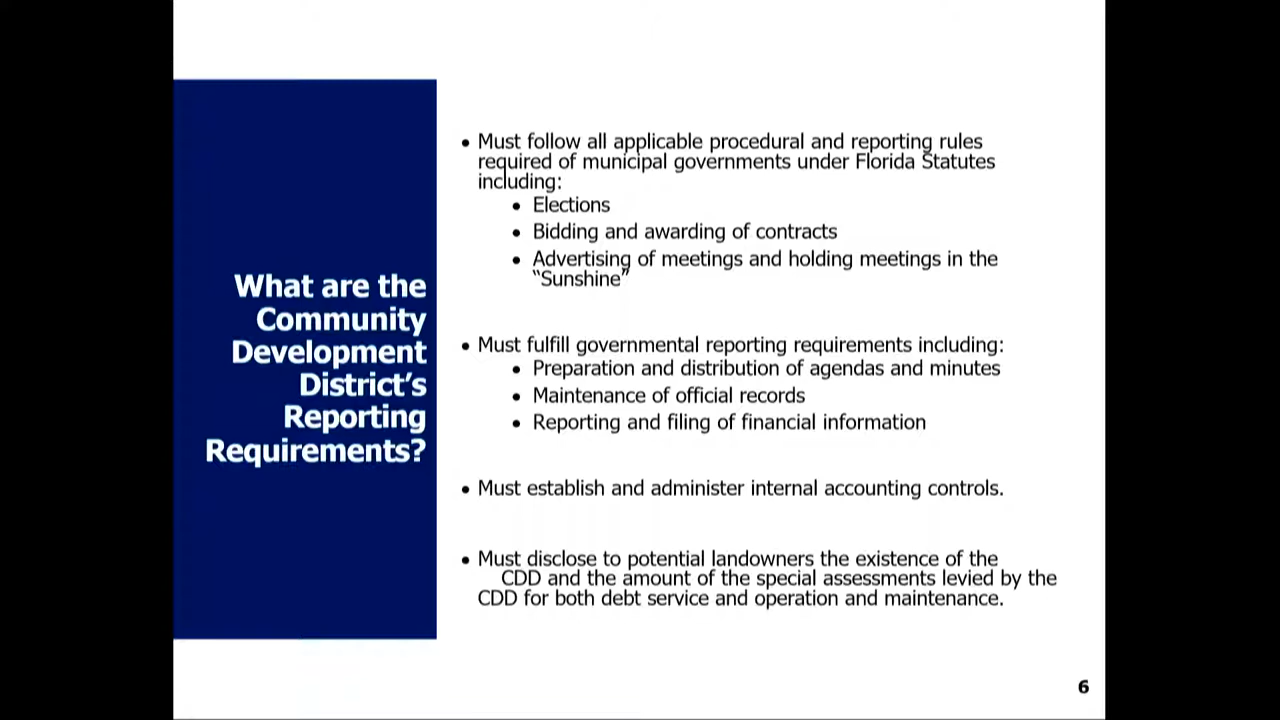 What are the
Community
Development
District's
Reporting
Requirements?
• Must follow all applicable procedural and reporting rules
required of municipal governments under Florida Statutes
including:
• Elections
• Bidding and awarding of contracts
• Advertising of meetings and holding meetings in the
“Sunshine”
• Must fulfill governmental reporting requirements including:
• Preparation and distribution of agendas and minutes
• Maintenance of official records
• Reporting and filing of financial information
• Must establish and administer internal accounting controls.
• Must disclose to potential landowners the existence of the
CDD and the amount of the special assessments levied by the
CDD for both debt service and operation and maintenance.
6